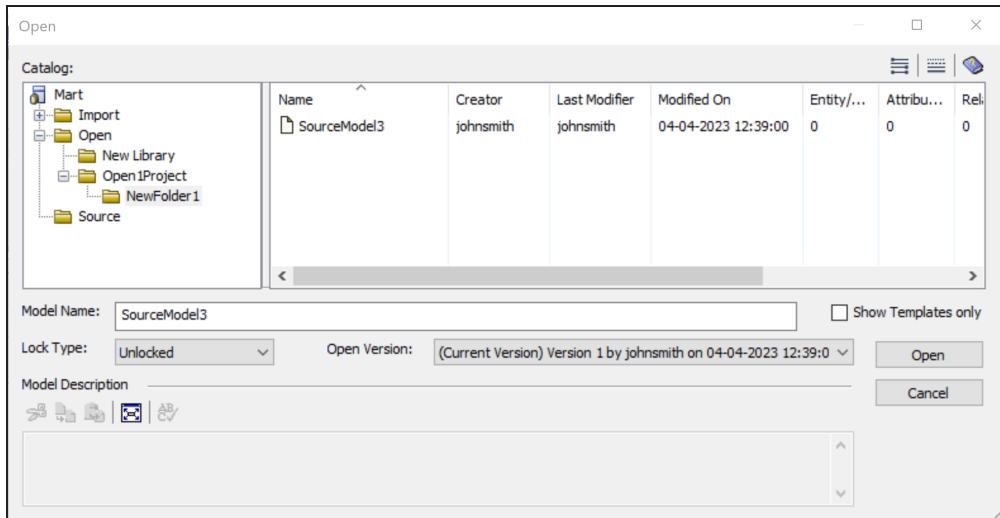 Open
Catalog:
Mart
Import
Open
New Library
Open1Project
NewFolder1
Source
Name Creator Last Modifier Modified On Entity/... Attribu... Rel
SourceModel3 johnsmith johnsmith 04-04-2023 12:39:00 0 0 0
Model Name: SourceModel3 Show Templates only
Lock Type: Unlocked Open Version: (Current Version) Version 1 by johnsmith on 04-04-2023 12:39:0 Open
Model Description Cancel
ABC